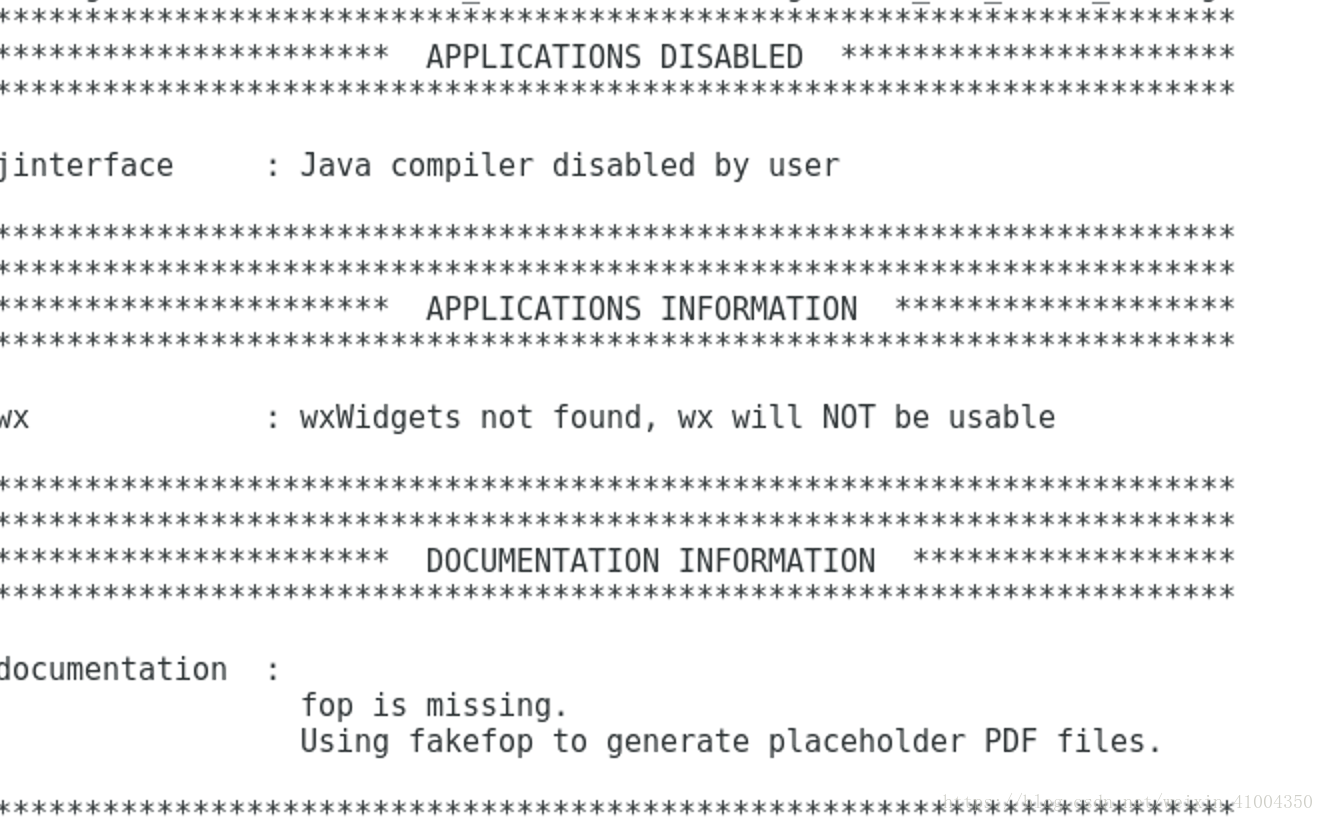 **********************************************************************
**********************  APPLICATIONS DISABLED  **********************
**********************************************************************
jinterface     : Java compiler disabled by user
**********************************************************************
**********************************************************************
**********************  APPLICATIONS INFORMATION  *******************
**********************************************************************
wx             : wxWidgets not found, wx will NOT be usable
**********************************************************************
**********************************************************************
**********************  DOCUMENTATION INFORMATION  ******************
**********************************************************************
documentation  :
                 fop is missing.
                 Using fakefop to generate placeholder PDF files.
**********************************************************************
https://blog.csdn.net/weixin_41004350